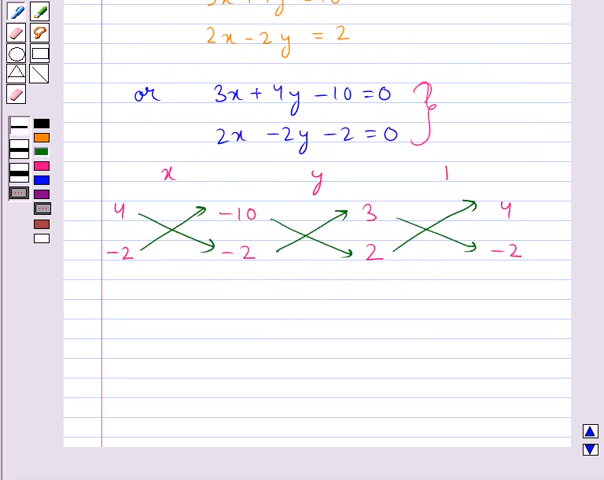 2x - 2y = 2
or 3x + 4y - 10 = 0
2x - 2y - 2 = 0
x y 1
4 -10 3 4
-2 -2 2 -2